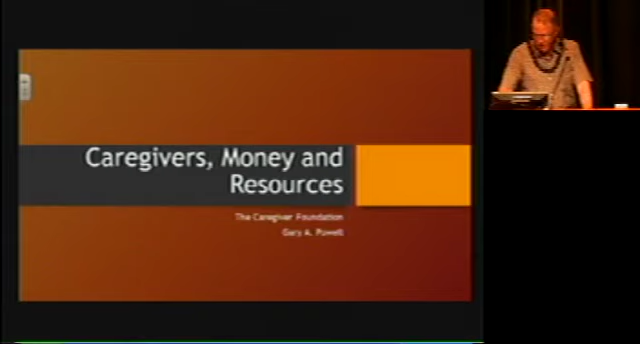 Caregivers, Money and
Resources
The Caregiver Foundation
Gary A. Powell